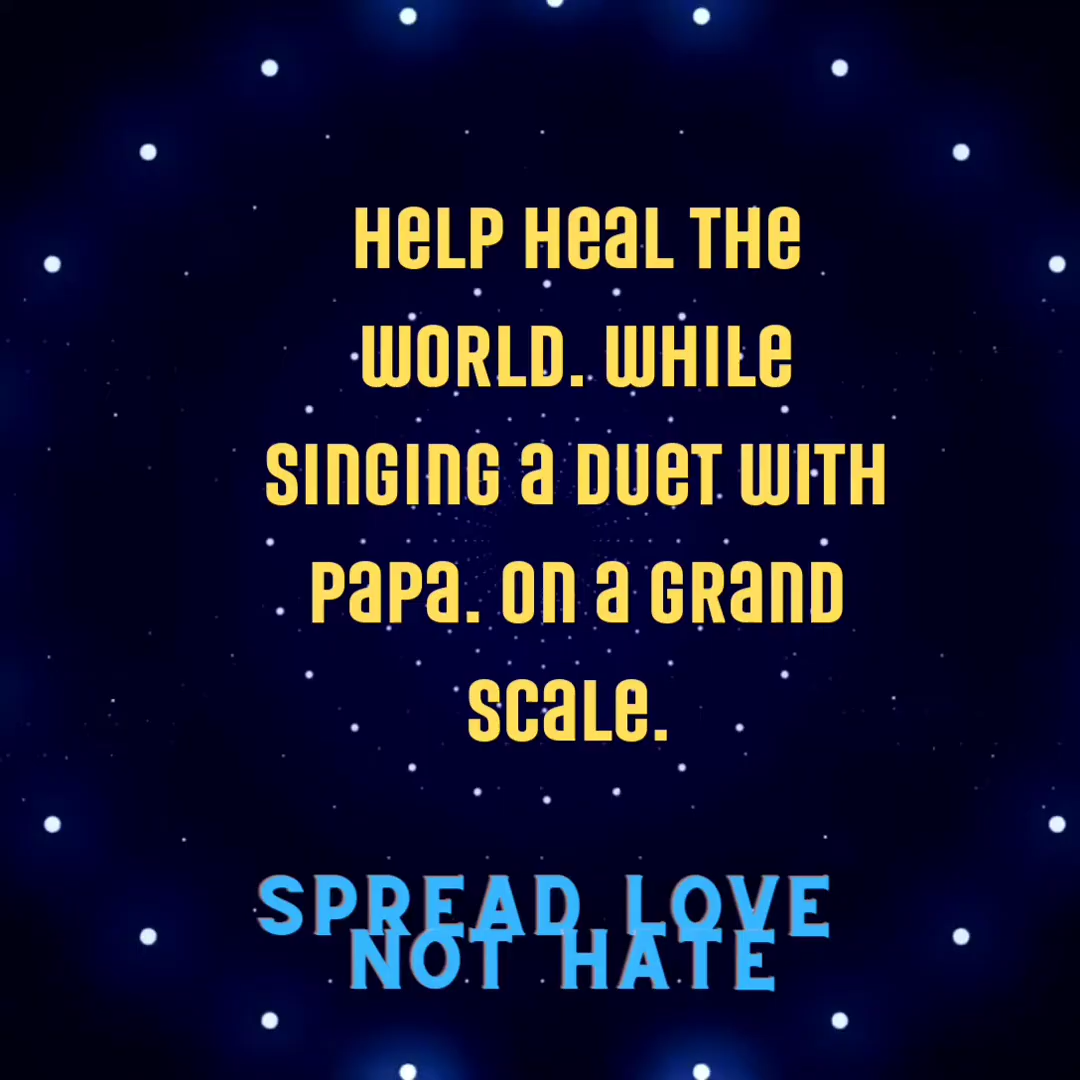 HELP HEAL THE
WORLD. WHILE
SINGING A DUET WITH
PAPA. ON A GRAND
SCALE.
SPREAD LOVE
NOT HATE